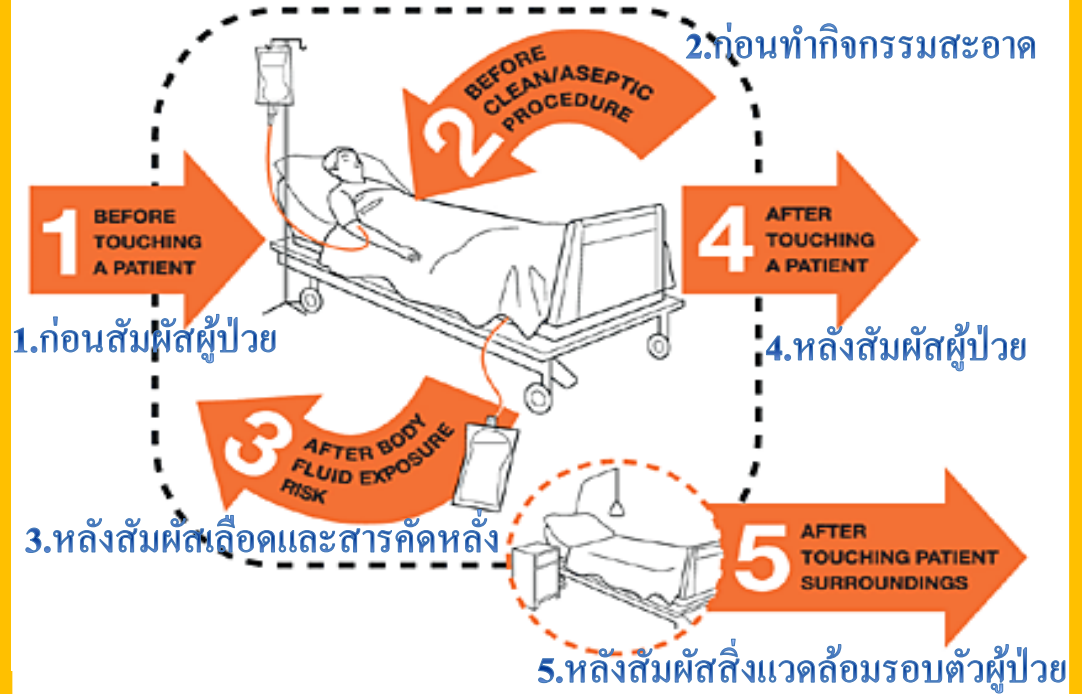 2.ก่อนทำกิจกรรมสะอาด
2
BEFORE
CLEAN/ASEPTIC
PROCEDURE
1
BEFORE
TOUCHING
A PATIENT
1.ก่อนสัมผัสผู้ป่วย
4
AFTER
TOUCHING
A PATIENT
4.หลังสัมผัสผู้ป่วย
3
AFTER BODY
FLUID EXPOSURE
RISK
3.หลังสัมผัสเลือดและสารคัดหลั่ง
5
AFTER
TOUCHING PATIENT
SURROUNDINGS
5.หลังสัมผัสสิ่งแวดล้อมรอบตัวผู้ป่วย